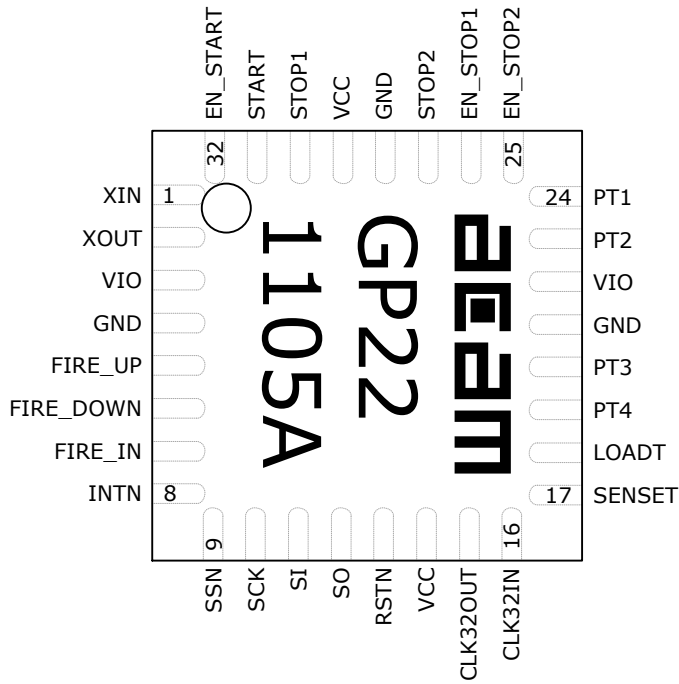 EN_START
START
STOP1
VCC
GND
STOP2
EN_STOP1
EN_STOP2
32
25
XIN
1
XOUT
VIO
GND
FIRE_UP
FIRE_DOWN
FIRE_IN
INTN
8
acam
GP22
1105A
24
PT1
PT2
VIO
GND
PT3
PT4
LOADT
17
SENSET
9
16
SSN
SCK
SI
SO
RSTN
VCC
CLK32OUT
CLK32IN